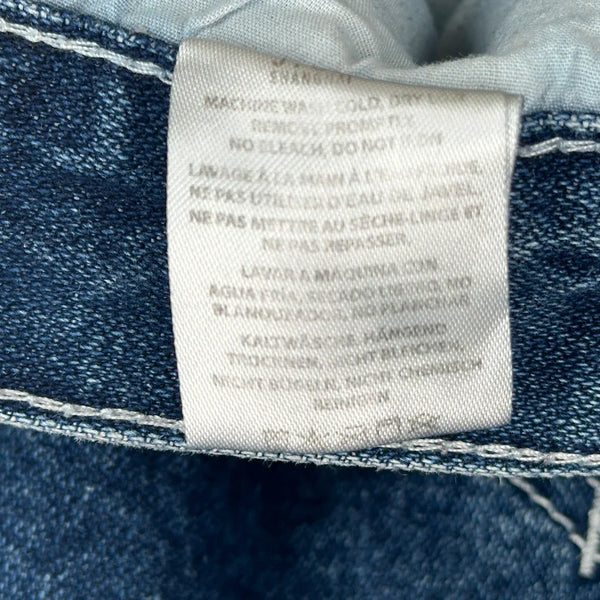 SHANGHAI
MACHINE WASH COLD, DRY LOW
REMOVE PROMPTLY,
NO BLEACH, DO NOT IRON
LAVAGE À LA MAIN À L'EAU FROIDE,
NE PAS UTILISER D'EAU DE JAVEL,
NE PAS METTRE AU SÈCHE-LINGE ET
NE PAS REPASSER.
LAVAR A MAQUINA CON
AGUA FRIA, SECADO LIGERO, NO
BLANQUEADOR, NO PLANCHAR
KALTWÄSCHE, HÄNGEND
TROCKNEN, NICHT BLEICHEN,
NICHT BÜGELN, NICHT CHEMISCH
REINIGEN